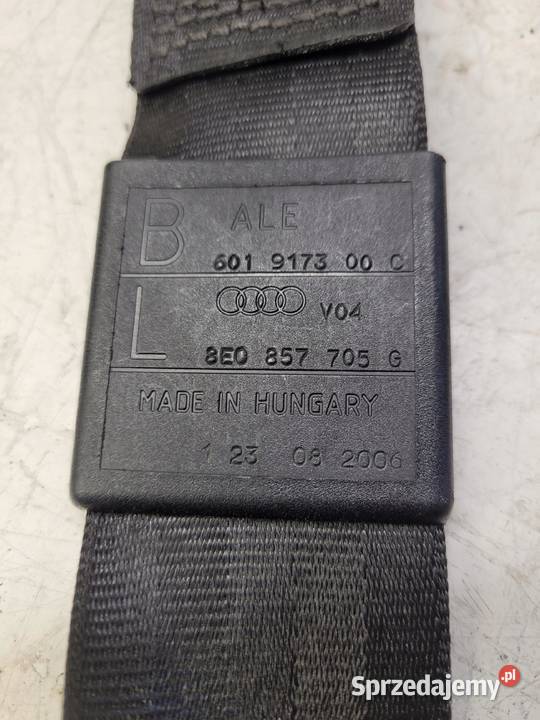 B ALE
601 9173 00 C
L V04
8E0 857 705 G
MADE IN HUNGARY
1 23 08 2006
Sprzedajemy.pl